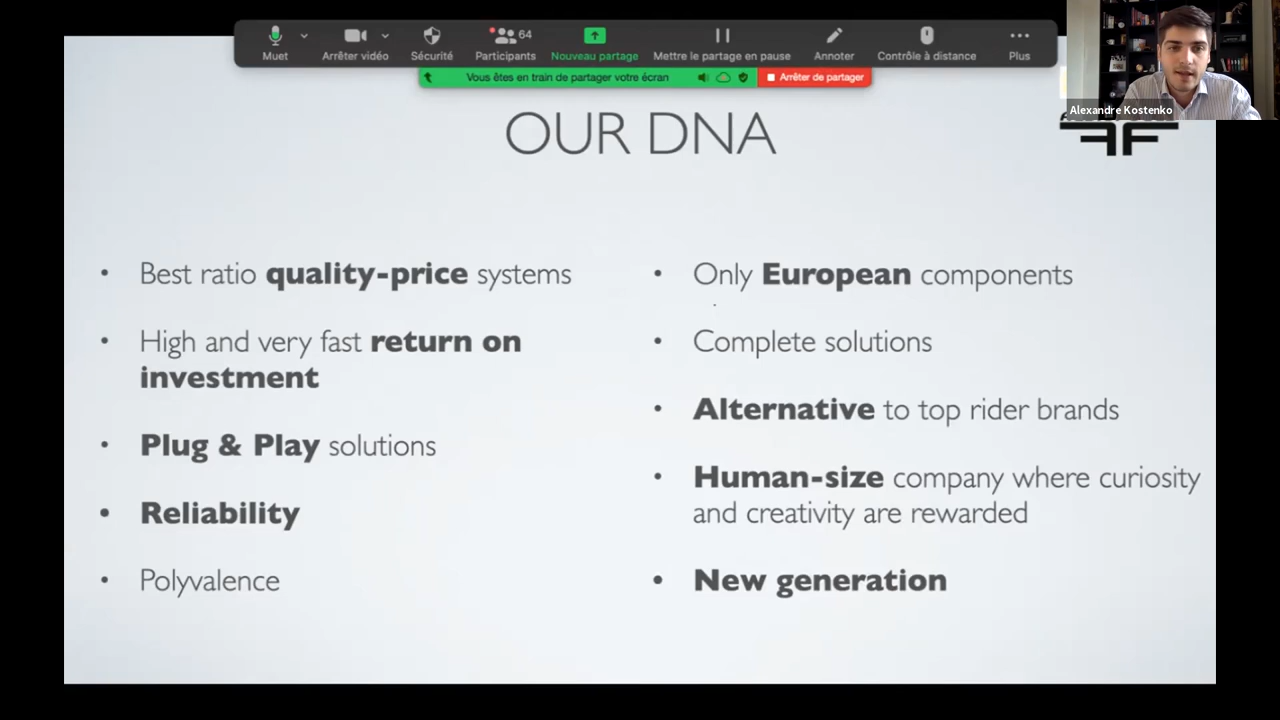 Muet
Arrêter vidéo
Sécurité
64
Participants
Nouveau partage
Mettre le partage en pause
Annoter
Contrôle à distance
Plus
Vous êtes en train de partager votre écran
Arrêter de partager
Alexandre Kostenko
FF
OUR DNA
• Best ratio quality-price systems
• High and very fast return on
investment
• Plug & Play solutions
• Reliability
• Polyvalence
• Only European components
• Complete solutions
• Alternative to top rider brands
• Human-size company where curiosity
and creativity are rewarded
• New generation